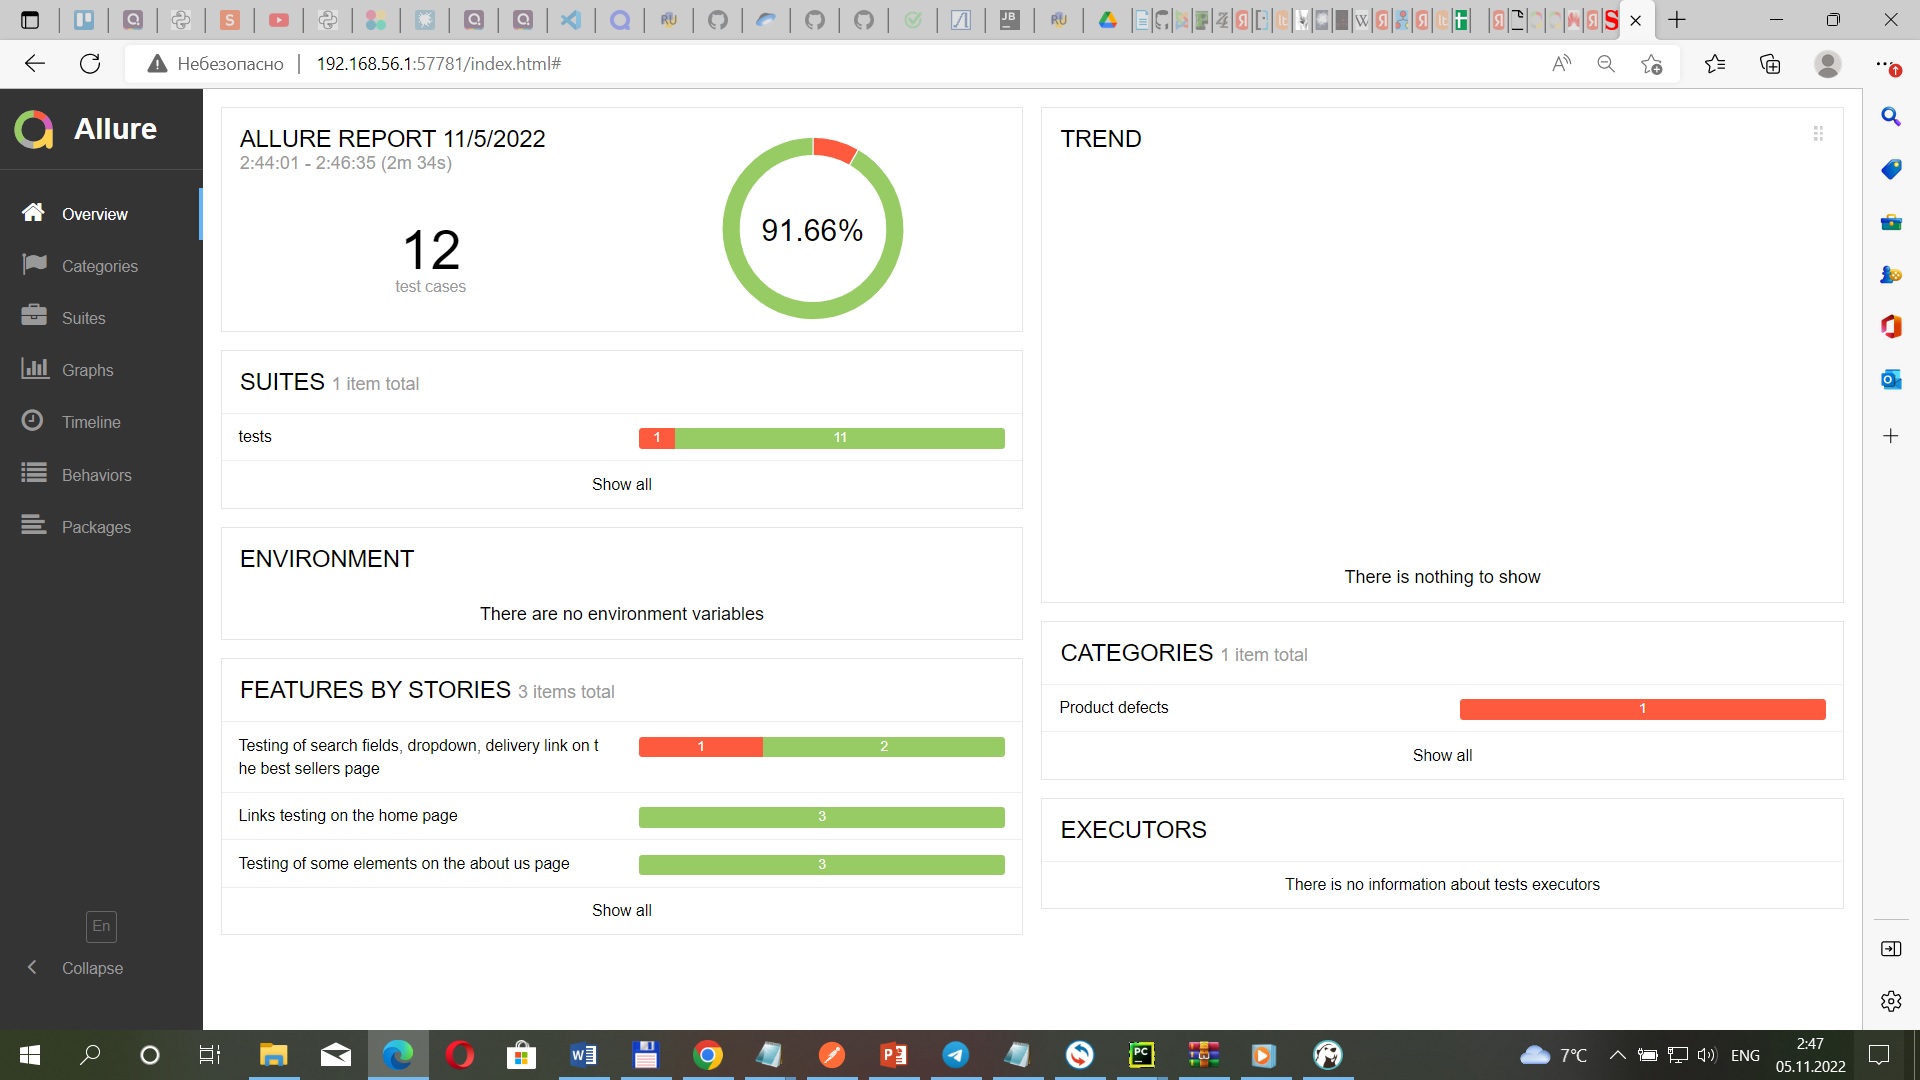 Небезопасно
192.168.56.1:57781/index.html#
Allure
Overview
Categories
Suites
Graphs
Timeline
Behaviors
Packages
En
Collapse
ALLURE REPORT 11/5/2022
2:44:01 - 2:46:35 (2m 34s)
12
test cases
91.66%
SUITES 1 item total
tests
1
11
Show all
ENVIRONMENT
There are no environment variables
FEATURES BY STORIES 3 items total
Testing of search fields, dropdown, delivery link on t
he best sellers page
1
2
Links testing on the home page
3
Testing of some elements on the about us page
3
Show all
TREND
There is nothing to show
CATEGORIES 1 item total
Product defects
1
Show all
EXECUTORS
There is no information about tests executors
7°C
ENG
2:47
05.11.2022